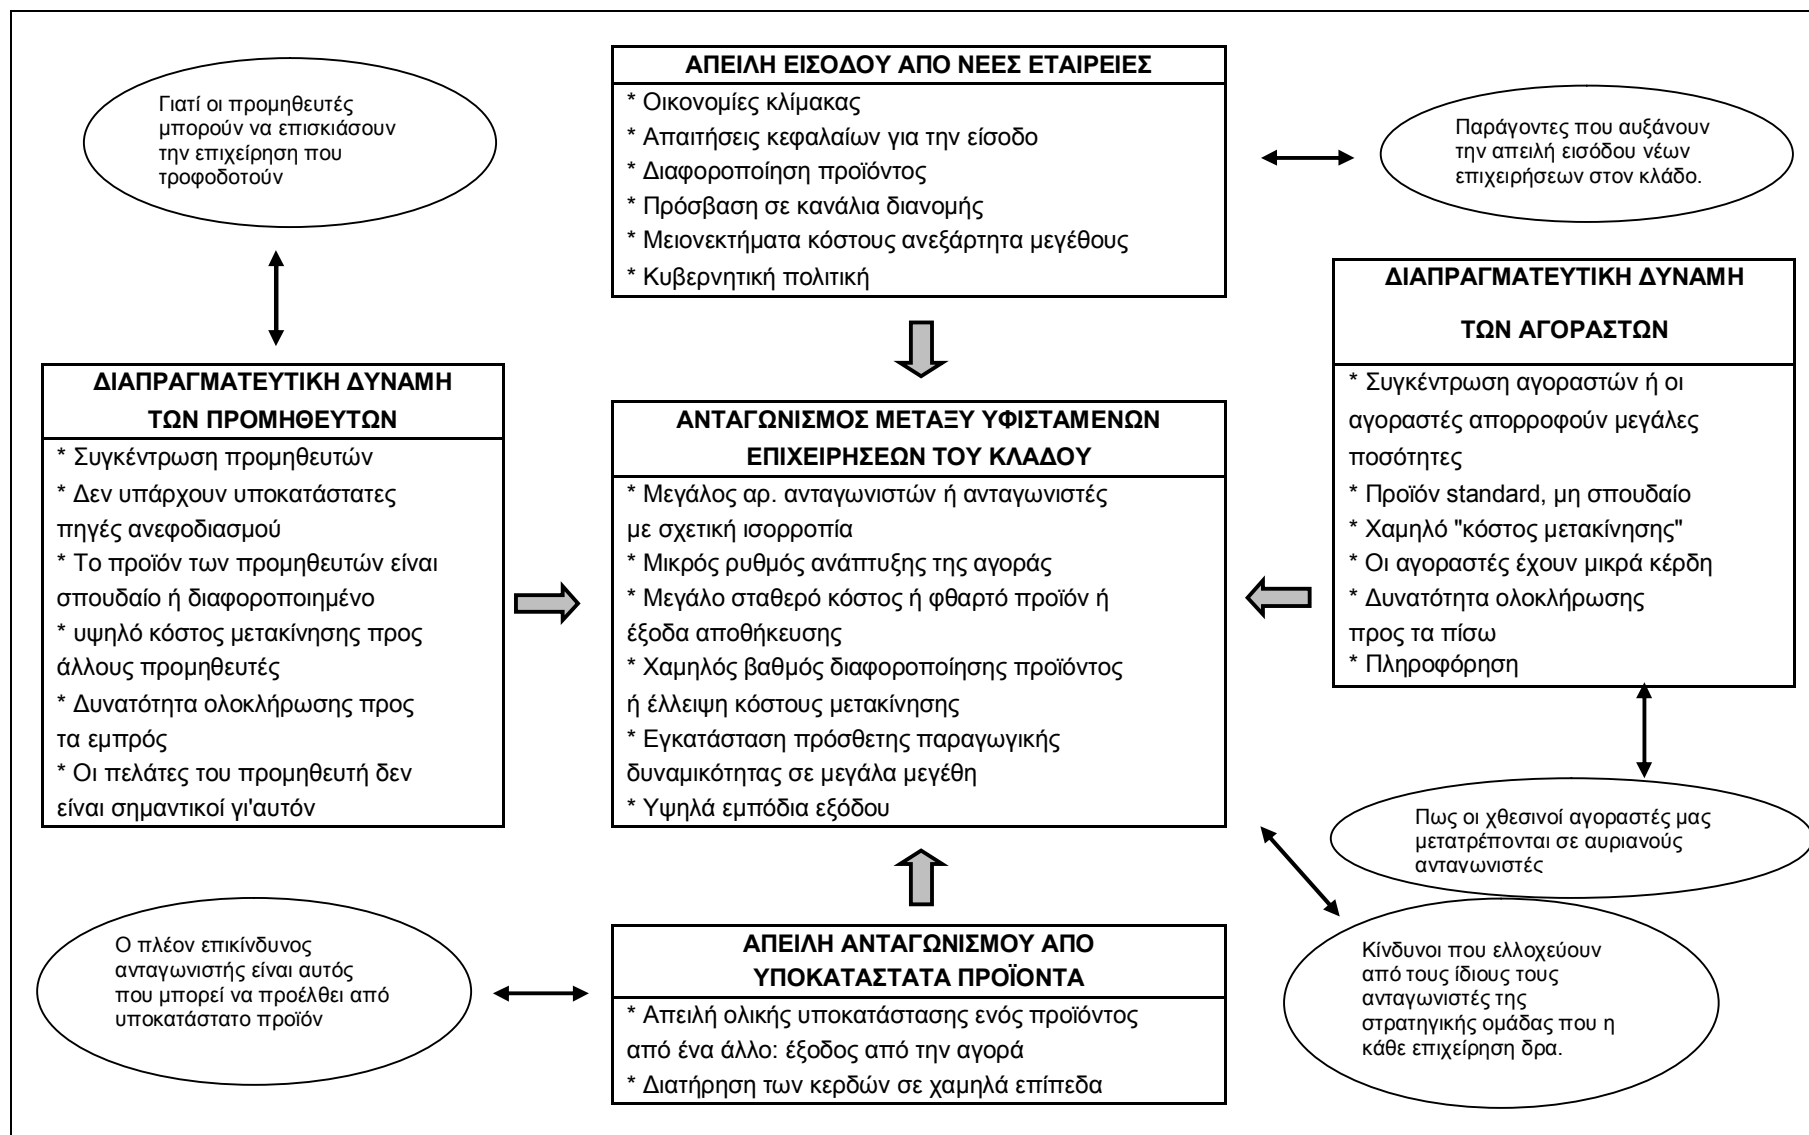 ΑΠΕΙΛΗ ΕΙΣΟΔΟΥ ΑΠΟ ΝΕΕΣ ΕΤΑΙΡΕΙΕΣ
* Οικονομίες κλίμακας
* Απαιτήσεις κεφαλαίων για την είσοδο
* Διαφοροποίηση προϊόντος
* Πρόσβαση σε κανάλια διανομής
* Μειονεκτήματα κόστους ανεξάρτητα μεγέθους
* Κυβερνητική πολιτική
Γιατί οι προμηθευτές
μπορούν να επισκιάσουν
την επιχείρηση που
τροφοδοτούν
Παράγοντες που αυξάνουν
την απειλή εισόδου νέων
επιχειρήσεων στον κλάδο.
ΔΙΑΠΡΑΓΜΑΤΕΥΤΙΚΗ ΔΥΝΑΜΗ
ΤΩΝ ΠΡΟΜΗΘΕΥΤΩΝ
* Συγκέντρωση προμηθευτών
* Δεν υπάρχουν υποκατάστατες
πηγές ανεφοδιασμού
* Το προϊόν των προμηθευτών είναι
σπουδαίο ή διαφοροποιημένο
* υψηλό κόστος μετακίνησης προς
άλλους προμηθευτές
* Δυνατότητα ολοκλήρωσης προς
τα εμπρός
* Οι πελάτες του προμηθευτή δεν
είναι σημαντικοί γι'αυτόν
ΑΝΤΑΓΩΝΙΣΜΟΣ ΜΕΤΑΞΥ ΥΦΙΣΤΑΜΕΝΩΝ
ΕΠΙΧΕΙΡΗΣΕΩΝ ΤΟΥ ΚΛΑΔΟΥ
* Μεγάλος αρ. ανταγωνιστών ή ανταγωνιστές
με σχετική ισορροπία
* Μικρός ρυθμός ανάπτυξης της αγοράς
* Μεγάλο σταθερό κόστος ή φθαρτό προϊόν ή
έξοδα αποθήκευσης
* Χαμηλός βαθμός διαφοροποίησης προϊόντος
ή έλλειψη κόστους μετακίνησης
* Εγκατάσταση πρόσθετης παραγωγικής
δυναμικότητας σε μεγάλα μεγέθη
* Υψηλά εμπόδια εξόδου
ΔΙΑΠΡΑΓΜΑΤΕΥΤΙΚΗ ΔΥΝΑΜΗ
ΤΩΝ ΑΓΟΡΑΣΤΩΝ
* Συγκέντρωση αγοραστών ή οι
αγοραστές απορροφούν μεγάλες
ποσότητες
* Προϊόν standard, μη σπουδαίο
* Χαμηλό "κόστος μετακίνησης"
* Οι αγοραστές έχουν μικρά κέρδη
* Δυνατότητα ολοκλήρωσης
προς τα πίσω
* Πληροφόρηση
Πως οι χθεσινοί αγοραστές μας
μετατρέπονται σε αυριανούς
ανταγωνιστές
Ο πλέον επικίνδυνος
ανταγωνιστής είναι αυτός
που μπορεί να προέλθει από
υποκατάστατο προϊόν
ΑΠΕΙΛΗ ΑΝΤΑΓΩΝΙΣΜΟΥ ΑΠΟ
ΥΠΟΚΑΤΑΣΤΑΤΑ ΠΡΟΪΟΝΤΑ
* Απειλή ολικής υποκατάστασης ενός προϊόντος
από ένα άλλο: έξοδος από την αγορά
* Διατήρηση των κερδών σε χαμηλά επίπεδα
Κίνδυνοι που ελλοχεύουν
από τους ίδιους τους
ανταγωνιστές της
στρατηγικής ομάδας που η
κάθε επιχείρηση δρα.